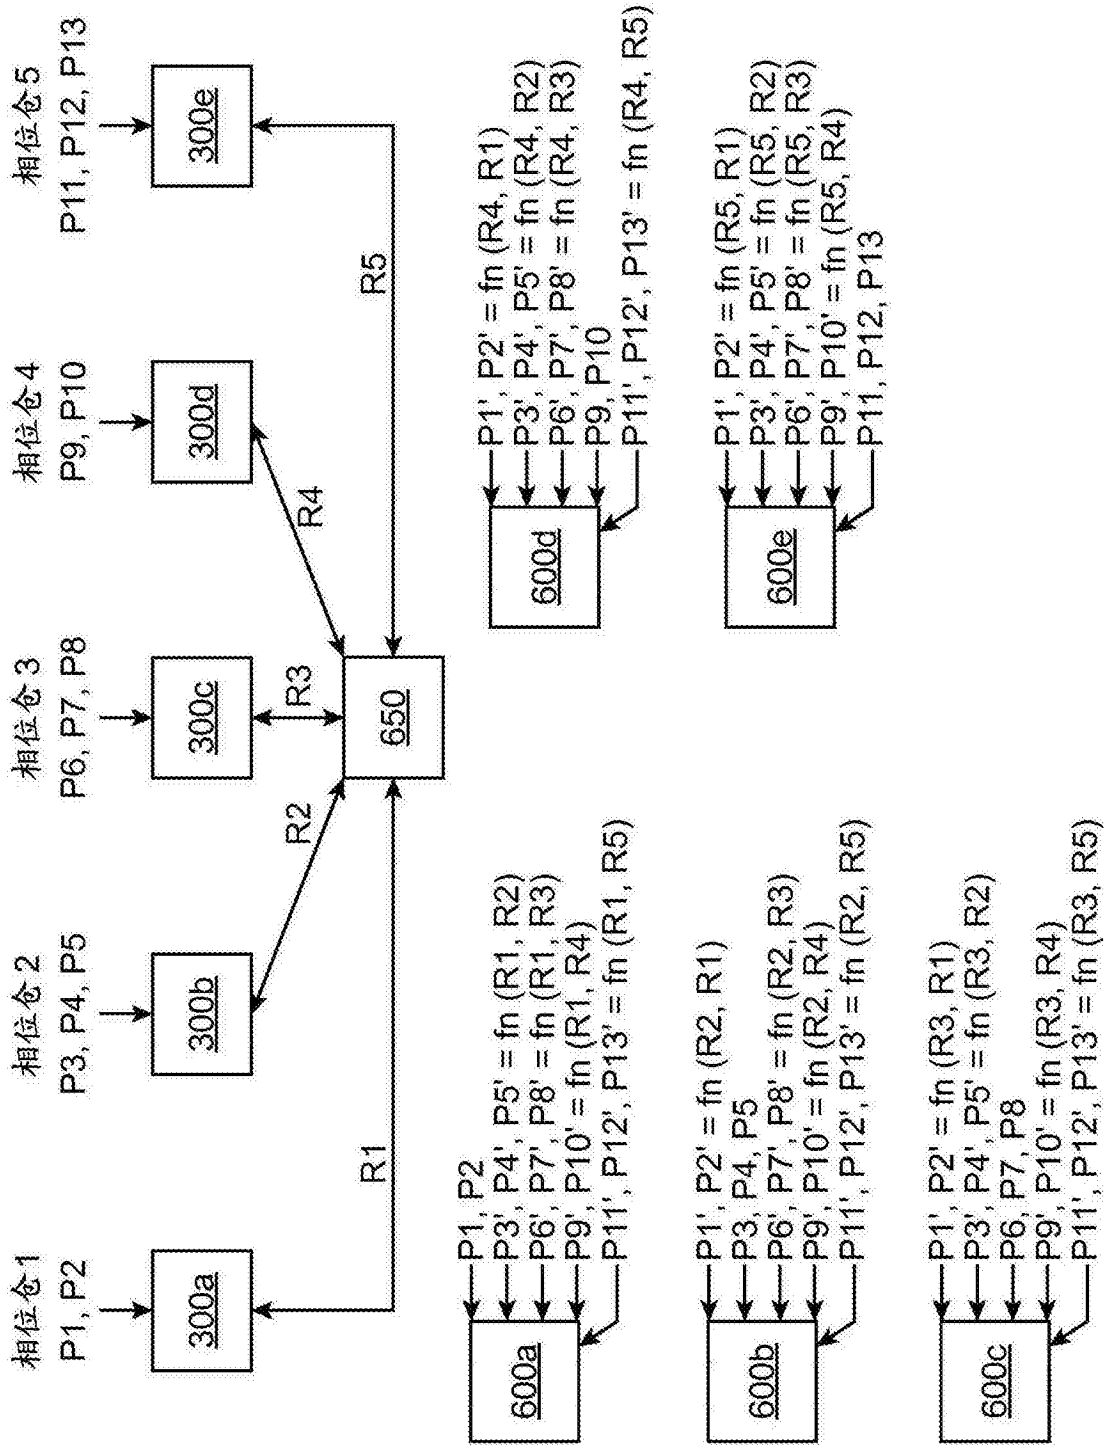 相位仓1
P1, P2
300a
相位仓2
P3, P4, P5
300b
相位仓3
P6, P7, P8
300c
相位仓4
P9, P10
300d
相位仓5
P11, P12, P13
300e
R1
R2
R3
R4
R5
650
600a
P1, P2
P3', P4', P5' = fn (R1, R2)
P6', P7', P8' = fn (R1, R3)
P9', P10' = fn (R1, R4)
P11', P12', P13' = fn (R1, R5)
600b
P1', P2' = fn (R2, R1)
P3, P4, P5
P6', P7', P8' = fn (R2, R3)
P9', P10' = fn (R2, R4)
P11', P12', P13' = fn (R2, R5)
600c
P1', P2' = fn (R3, R1)
P3', P4', P5' = fn (R3, R2)
P6, P7, P8
P9', P10' = fn (R3, R4)
P11', P12', P13' = fn (R3, R5)
600d
P1', P2' = fn (R4, R1)
P3', P4', P5' = fn (R4, R2)
P6', P7', P8' = fn (R4, R3)
P9, P10
P11', P12', P13' = fn (R4, R5)
600e
P1', P2' = fn (R5, R1)
P3', P4', P5' = fn (R5, R2)
P6', P7', P8' = fn (R5, R3)
P9', P10' = fn (R5, R4)
P11, P12, P13